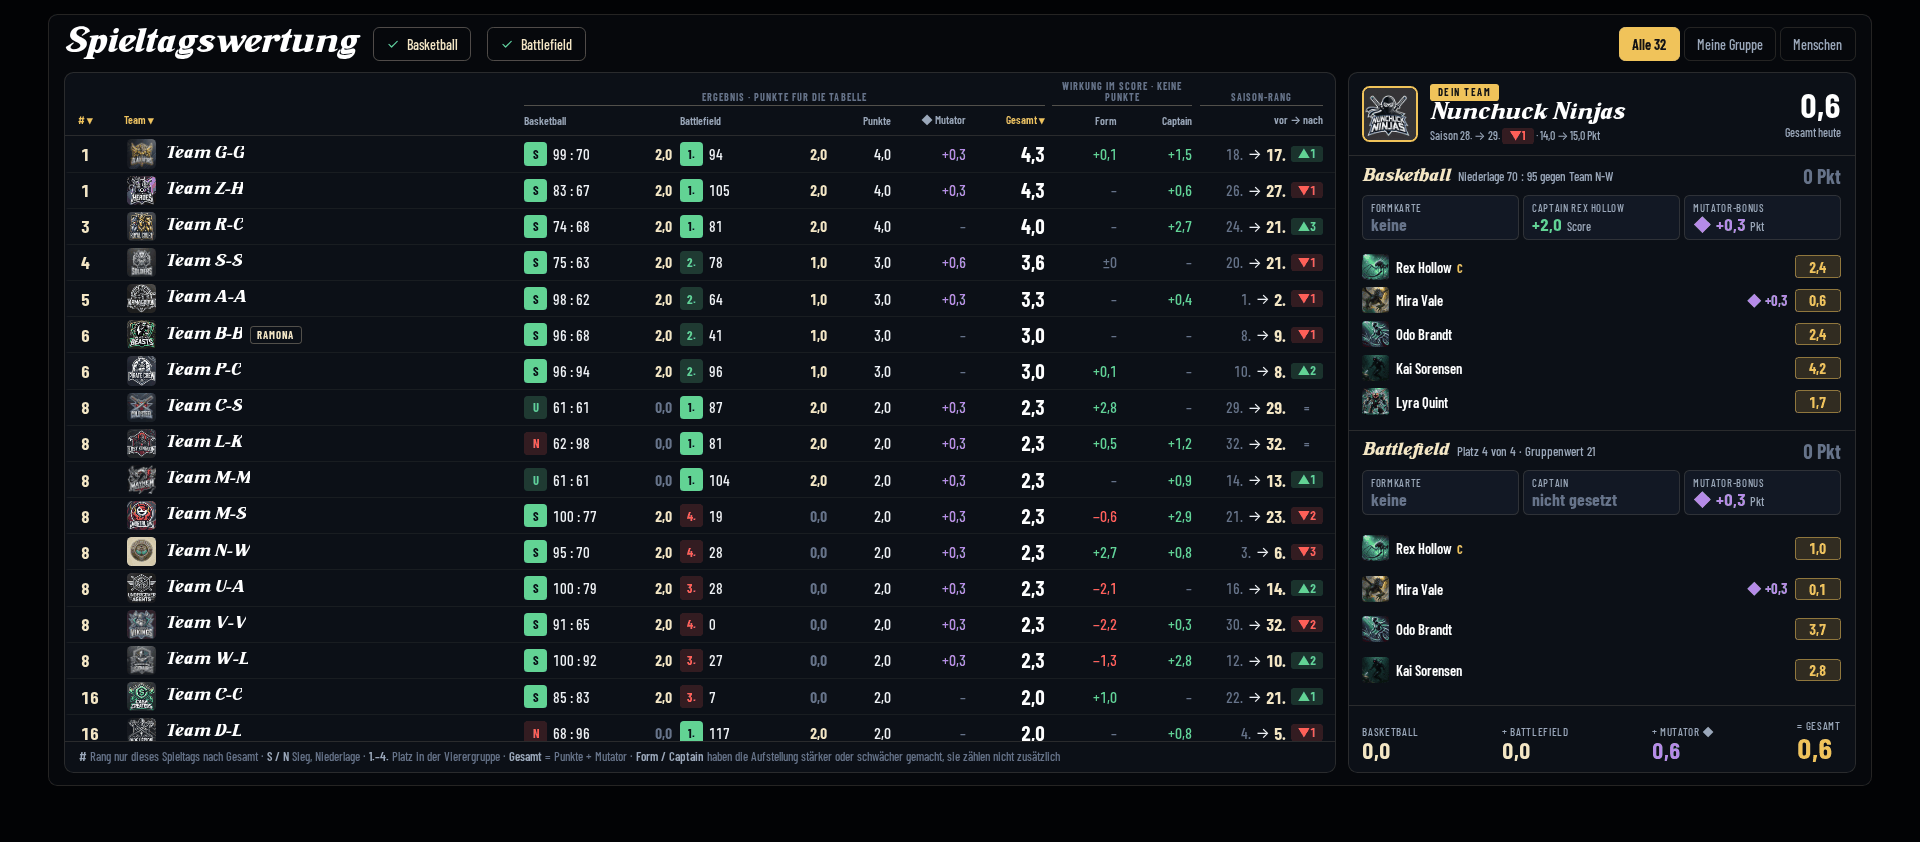 Spieltagswertung ✓ Basketball ✓ Battlefield Alle 32 Meine Gruppe Menschen
ERGEBNIS · PUNKTE FÜR DIE TABELLE WIRKUNG IM SCORE · KEINE PUNKTE SAISON-RANG
# ▾ Team ▾ Basketball Battlefield Punkte ◆ Mutator Gesamt ▾ Form Captain vor → nach
1 Team G-G S 99 : 70 2,0 1. 94 2,0 4,0 +0,3 4,3 +0,1 +1,5 18. → 17. ▲1
1 Team Z-H S 83 : 67 2,0 1. 105 2,0 4,0 +0,3 4,3 – +0,6 26. → 27. ▼1
3 Team R-C S 74 : 68 2,0 1. 81 2,0 4,0 – 4,0 – +2,7 24. → 21. ▲3
4 Team S-S S 75 : 63 2,0 2. 78 1,0 3,0 +0,6 3,6 ±0 – 20. → 21. ▼1
5 Team A-A S 98 : 62 2,0 2. 64 1,0 3,0 +0,3 3,3 – +0,4 1. → 2. ▼1
6 Team B-B RAMONA S 96 : 68 2,0 2. 41 1,0 3,0 – 3,0 – – 8. → 9. ▼1
6 Team P-C S 96 : 94 2,0 2. 96 1,0 3,0 – 3,0 +0,1 – 10. → 8. ▲2
8 Team C-S U 61 : 61 0,0 1. 87 2,0 2,0 +0,3 2,3 +2,8 – 29. → 29. =
8 Team L-K N 62 : 98 0,0 1. 81 2,0 2,0 +0,3 2,3 +0,5 +1,2 32. → 32. =
8 Team M-M U 61 : 61 0,0 1. 104 2,0 2,0 +0,3 2,3 – +0,9 14. → 13. ▲1
8 Team M-S S 100 : 77 2,0 4. 19 0,0 2,0 +0,3 2,3 −0,6 +2,9 21. → 23. ▼2
8 Team N-W S 95 : 70 2,0 4. 28 0,0 2,0 +0,3 2,3 +2,7 +0,8 3. → 6. ▼3
8 Team U-A S 100 : 79 2,0 3. 28 0,0 2,0 +0,3 2,3 −2,1 – 16. → 14. ▲2
8 Team V-V S 91 : 65 2,0 4. 0 0,0 2,0 +0,3 2,3 −2,2 +0,3 30. → 32. ▼2
8 Team W-L S 100 : 92 2,0 3. 27 0,0 2,0 +0,3 2,3 −1,3 +2,8 12. → 10. ▲2
16 Team C-C S 85 : 83 2,0 3. 7 0,0 2,0 – 2,0 +1,0 – 22. → 21. ▲1
16 Team D-L N 68 : 96 0,0 1. 117 2,0 2,0 – 2,0 – +0,8 4. → 5. ▼1
# Rang nur dieses Spieltags nach Gesamt · S / N Sieg, Niederlage · 1.–4. Platz in der Vierergruppe · Gesamt = Punkte + Mutator · Form / Captain haben die Aufstellung stärker oder schwächer gemacht, sie zählen nicht zusätzlich
DEIN TEAM
NUNCHUCK NINJAS
Nunchuck Ninjas 0,6
Saison 28. → 29. ▼1 · 14,0 → 15,0 Pkt Gesamt heute
Basketball Niederlage 70 : 95 gegen Team N-W 0 Pkt
FORMKARTE CAPTAIN REX HOLLOW MUTATOR-BONUS
keine +2,0 Score ◆ +0,3 Pkt
Rex Hollow C 2,4
Mira Vale ◆ +0,3 0,6
Odo Brandt 2,4
Kai Sorensen 4,2
Lyra Quint 1,7
Battlefield Platz 4 von 4 · Gruppenwert 21 0 Pkt
FORMKARTE CAPTAIN MUTATOR-BONUS
keine nicht gesetzt ◆ +0,3 Pkt
Rex Hollow C 1,0
Mira Vale ◆ +0,3 0,1
Odo Brandt 3,7
Kai Sorensen 2,8
BASKETBALL + BATTLEFIELD + MUTATOR ◆ = GESAMT
0,0 0,0 0,6 0,6